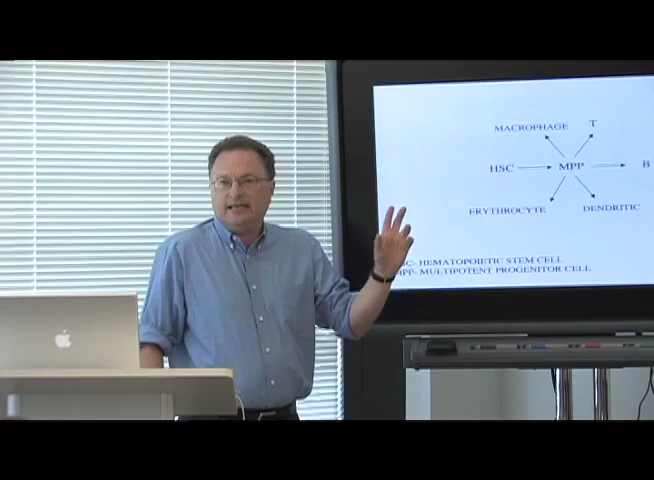 MACROPHAGE T
HSC MPP B
ERYTHROCYTE DENDRITIC
HEMATOPOIETIC STEM CELL
MPP- MULTIPOTENT PROGENITOR CELL